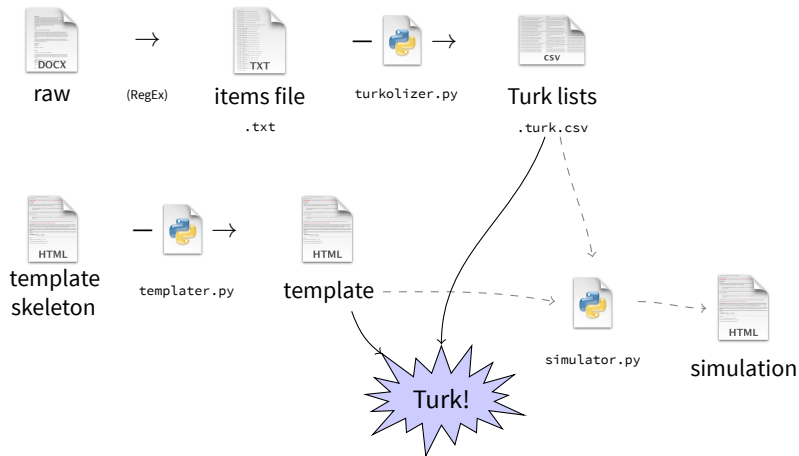 DOCX
TXT
CSV
raw
(RegEx)
items file
turkolizer.py
Turk lists
.txt
.turk.csv
HTML
HTML
template
skeleton
templater.py
template
HTML
simulator.py
simulation
Turk!